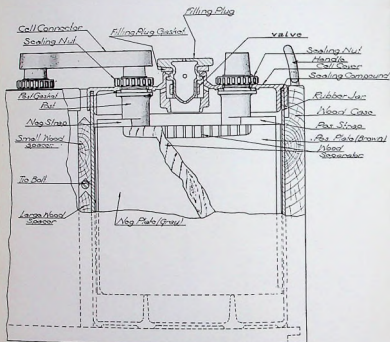 Filling Plug
Cell Connector
Filling Plug Gasket
Sealing Nut
valve
Sealing Nut
Handle
Cell Cover
Sealing Compound
Post Gasket
Post
Rubber Jar
Wood Case
Neg Strap
Pos Strap
Small Wood
Spacer
Pos Plate (Brown)
Wood
Separator
Tie Bolt
Large Wood
Spacer
Neg Plate (Gray)